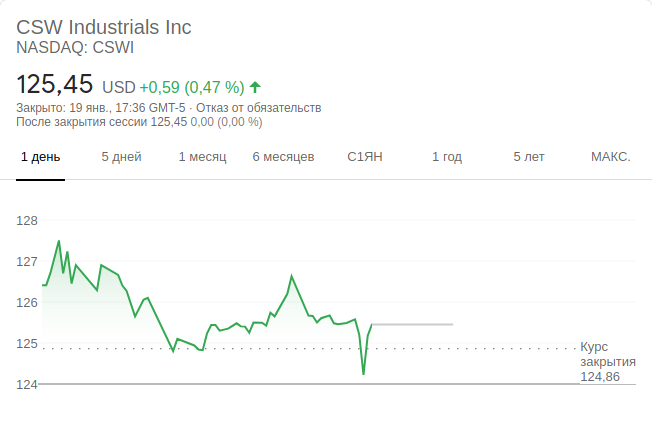 CSW Industrials Inc
NASDAQ: CSWI
125,45 USD +0,59 (0,47 %)
Закрыто: 19 янв., 17:36 GMT-5 · Отказ от обязательств
После закрытия сессии 125,45 0,00 (0,00 %)
1 день 5 дней 1 месяц 6 месяцев С1ЯН 1 год 5 лет МАКС.
128
127
126
125
Курс
закрытия
124,86
124